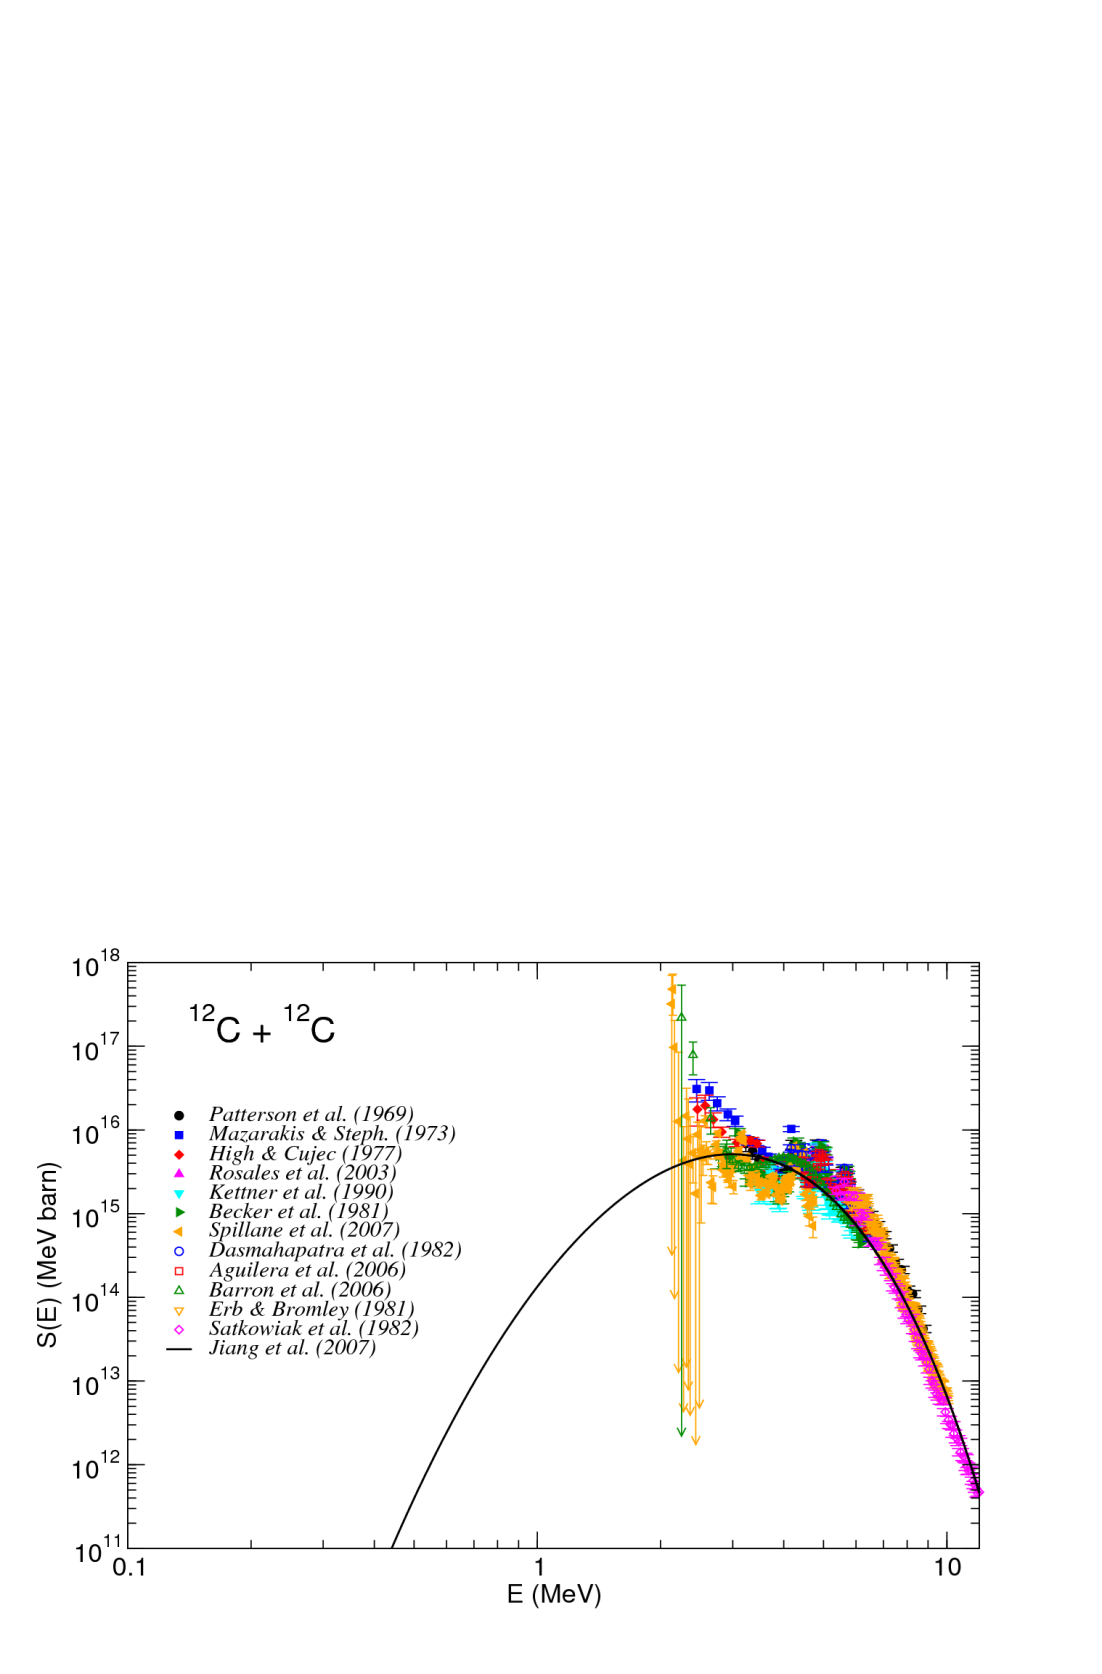 10^18
10^17
10^16
10^15
10^14
10^13
10^12
10^11
S(E) (MeV barn)
^12C + ^12C
Patterson et al. (1969)
Mazarakis & Steph. (1973)
High & Cujec (1977)
Rosales et al. (2003)
Kettner et al. (1990)
Becker et al. (1981)
Spillane et al. (2007)
Dasmahapatra et al. (1982)
Aguilera et al. (2006)
Barron et al. (2006)
Erb & Bromley (1981)
Satkowiak et al. (1982)
Jiang et al. (2007)
0.1 1 10
E (MeV)